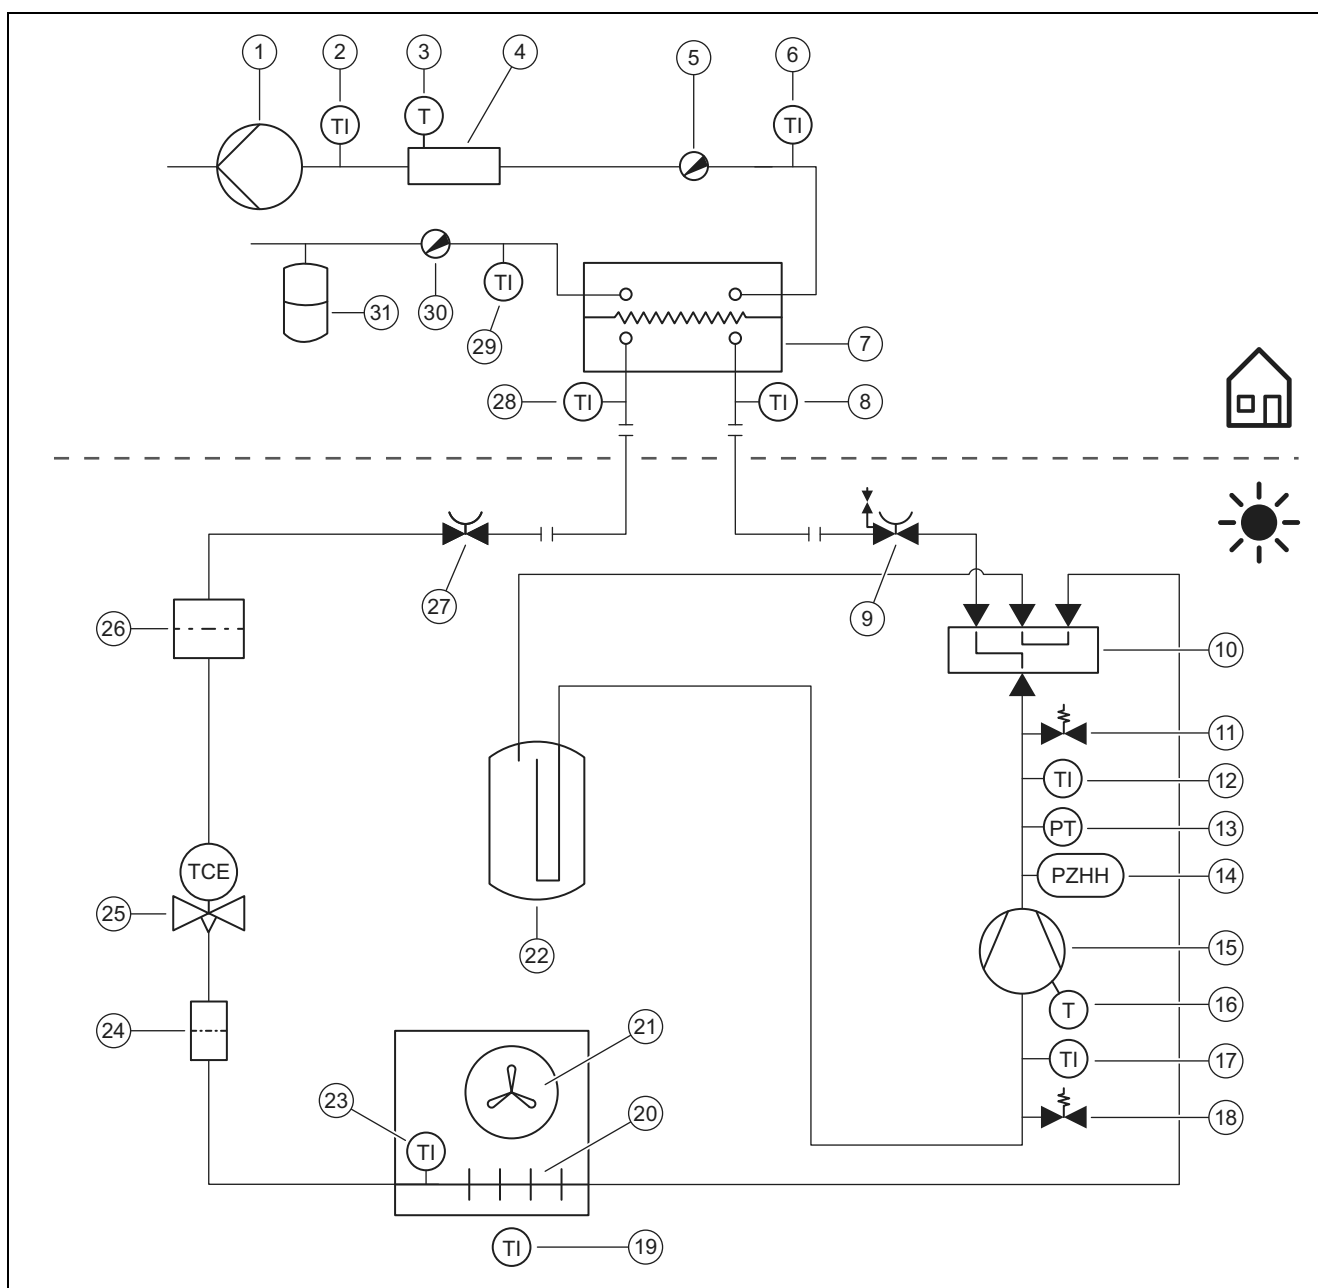 1 2 3 4 5 6
TI T TI
TI
31 30 29 7
28 TI TI 8
27 9
26 10
11
TI 12
PT 13
TCE PZHH 14
25
22 15
T 16
24 21
TI 17
23 20
TI 18
TI 19